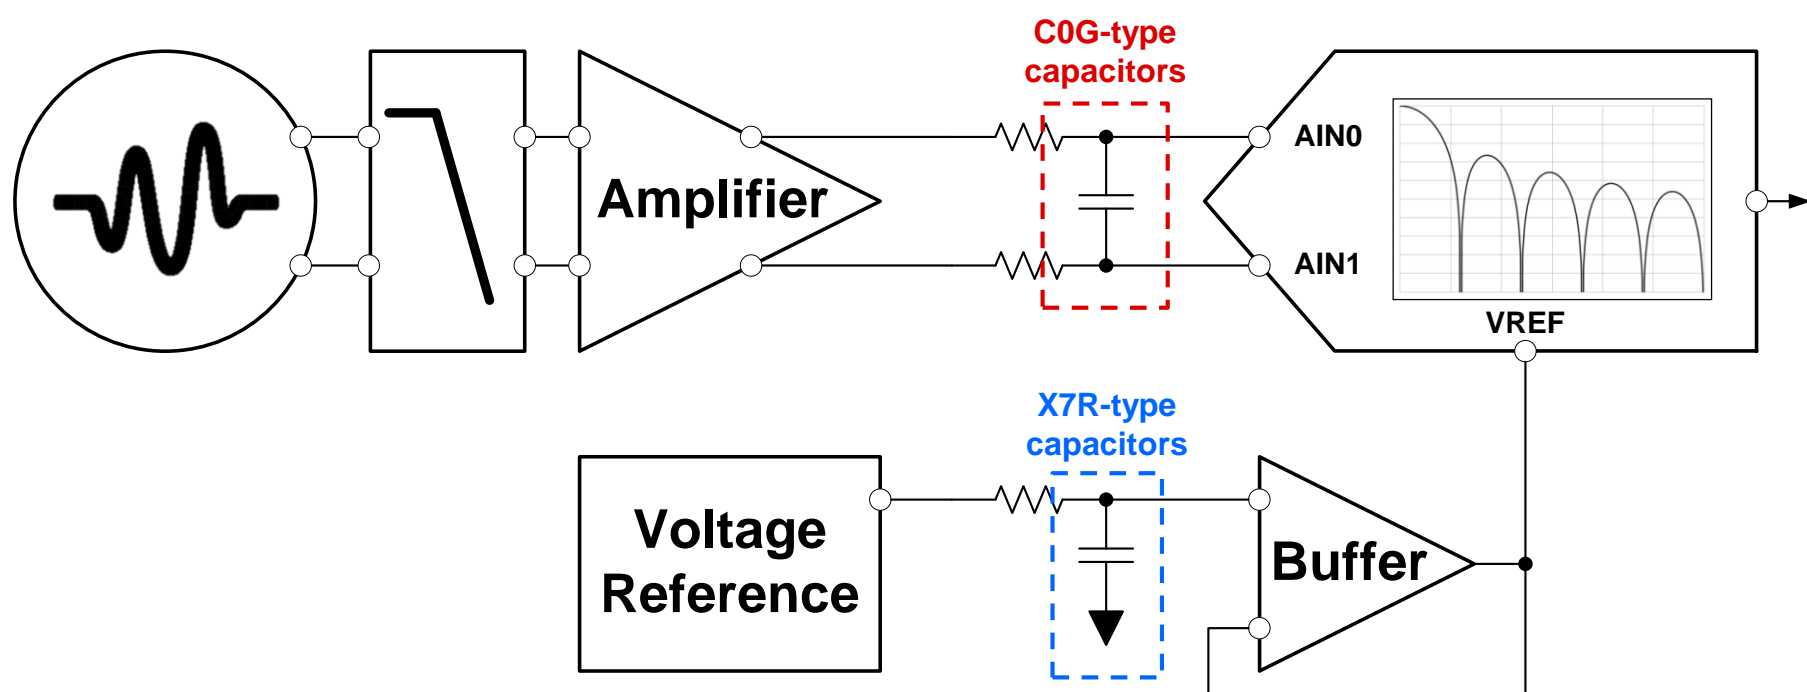 C0G-type
capacitors
Amplifier
AIN0
AIN1
VREF
X7R-type
capacitors
Voltage
Reference
Buffer